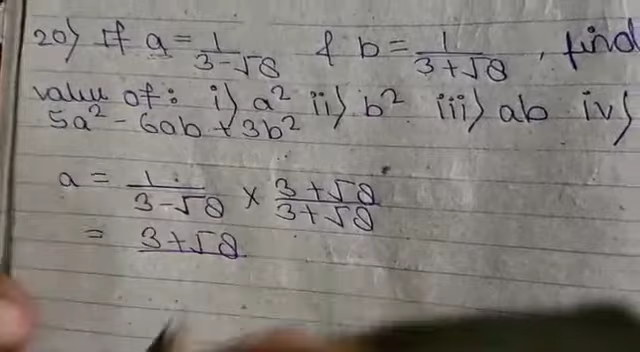 20) If a = 1/(3-√8) & b = 1/(3+√8), find
value of: i) a² ii) b² iii) ab iv)
5a² - 6ab + 3b²
a = 1/(3-√8) × (3+√8)/(3+√8)
= 3+√8